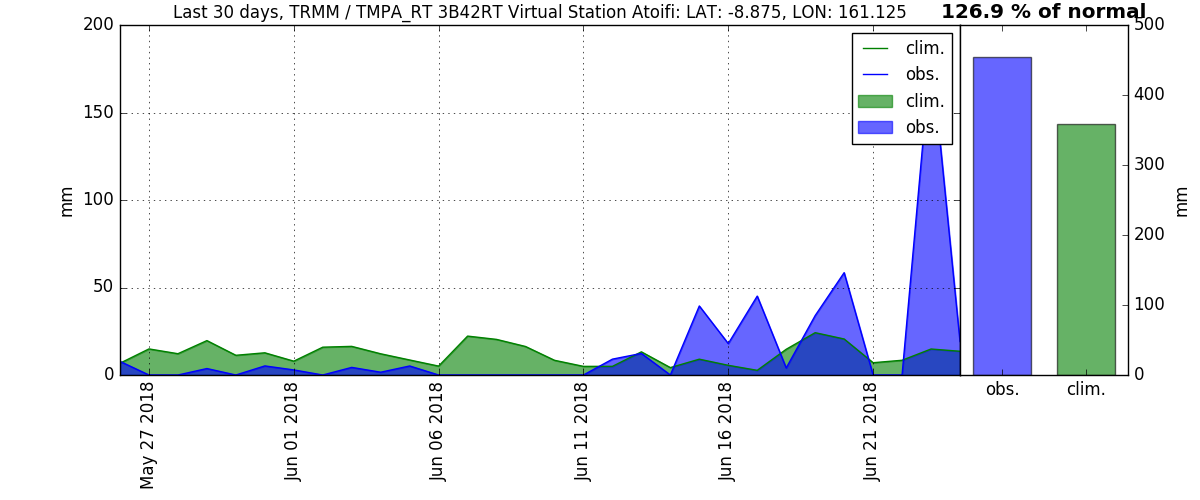 Last 30 days, TRMM / TMPA_RT 3B42RT Virtual Station Atoifi: LAT: -8.875, LON: 161.125
126.9 % of normal
200
150
100
50
0
mm
clim.
obs.
clim.
obs.
500
400
300
200
100
0
mm
obs.
clim.
May 27 2018
Jun 01 2018
Jun 06 2018
Jun 11 2018
Jun 16 2018
Jun 21 2018